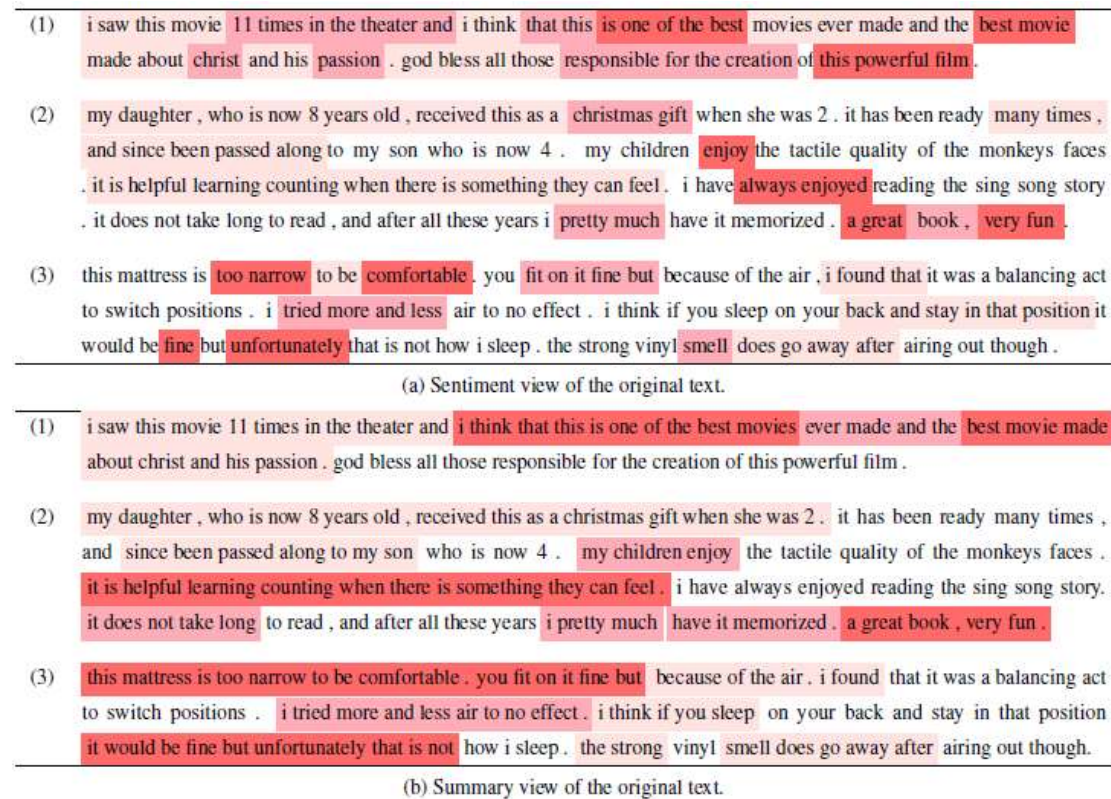 (1) i saw this movie 11 times in the theater and i think that this is one of the best movies ever made and the best movie
made about christ and his passion . god bless all those responsible for the creation of this powerful film .
(2) my daughter , who is now 8 years old , received this as a christmas gift when she was 2 . it has been ready many times ,
and since been passed along to my son who is now 4 . my children enjoy the tactile quality of the monkeys faces
. it is helpful learning counting when there is something they can feel . i have always enjoyed reading the sing song story
. it does not take long to read , and after all these years i pretty much have it memorized . a great book , very fun .
(3) this mattress is too narrow to be comfortable . you fit on it fine but because of the air , i found that it was a balancing act
to switch positions . i tried more and less air to no effect . i think if you sleep on your back and stay in that position it
would be fine but unfortunately that is not how i sleep . the strong vinyl smell does go away after airing out though .
(a) Sentiment view of the original text.
(1) i saw this movie 11 times in the theater and i think that this is one of the best movies ever made and the best movie made
about christ and his passion . god bless all those responsible for the creation of this powerful film .
(2) my daughter , who is now 8 years old , received this as a christmas gift when she was 2 . it has been ready many times ,
and since been passed along to my son who is now 4 . my children enjoy the tactile quality of the monkeys faces .
it is helpful learning counting when there is something they can feel . i have always enjoyed reading the sing song story.
it does not take long to read , and after all these years i pretty much have it memorized . a great book , very fun .
(3) this mattress is too narrow to be comfortable . you fit on it fine but because of the air . i found that it was a balancing act
to switch positions . i tried more and less air to no effect . i think if you sleep on your back and stay in that position
it would be fine but unfortunately that is not how i sleep . the strong vinyl smell does go away after airing out though.
(b) Summary view of the original text.